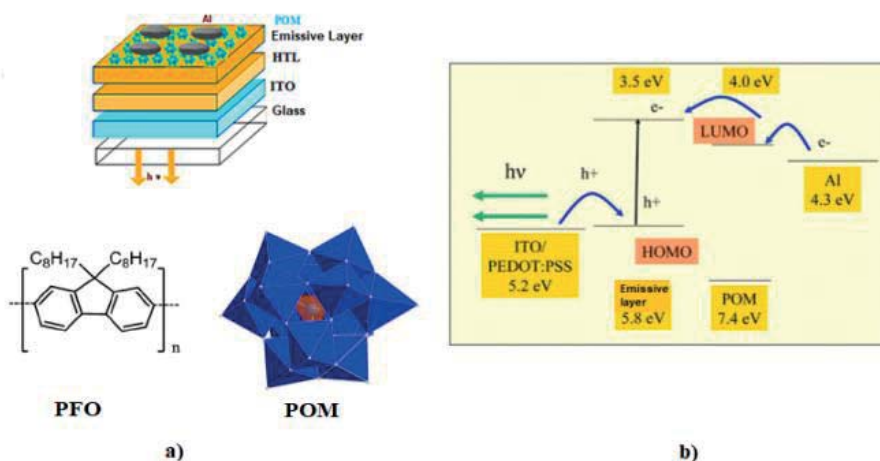 Al
POM
Emissive Layer
HTL
ITO
Glass
h ν
C8H17 C8H17
n
PFO
POM
a)
3.5 eV
4.0 eV
e-
LUMO
e-
hν
h+
Al
4.3 eV
h+
ITO/
PEDOT:PSS
5.2 eV
HOMO
Emissive
layer
5.8 eV
POM
7.4 eV
b)